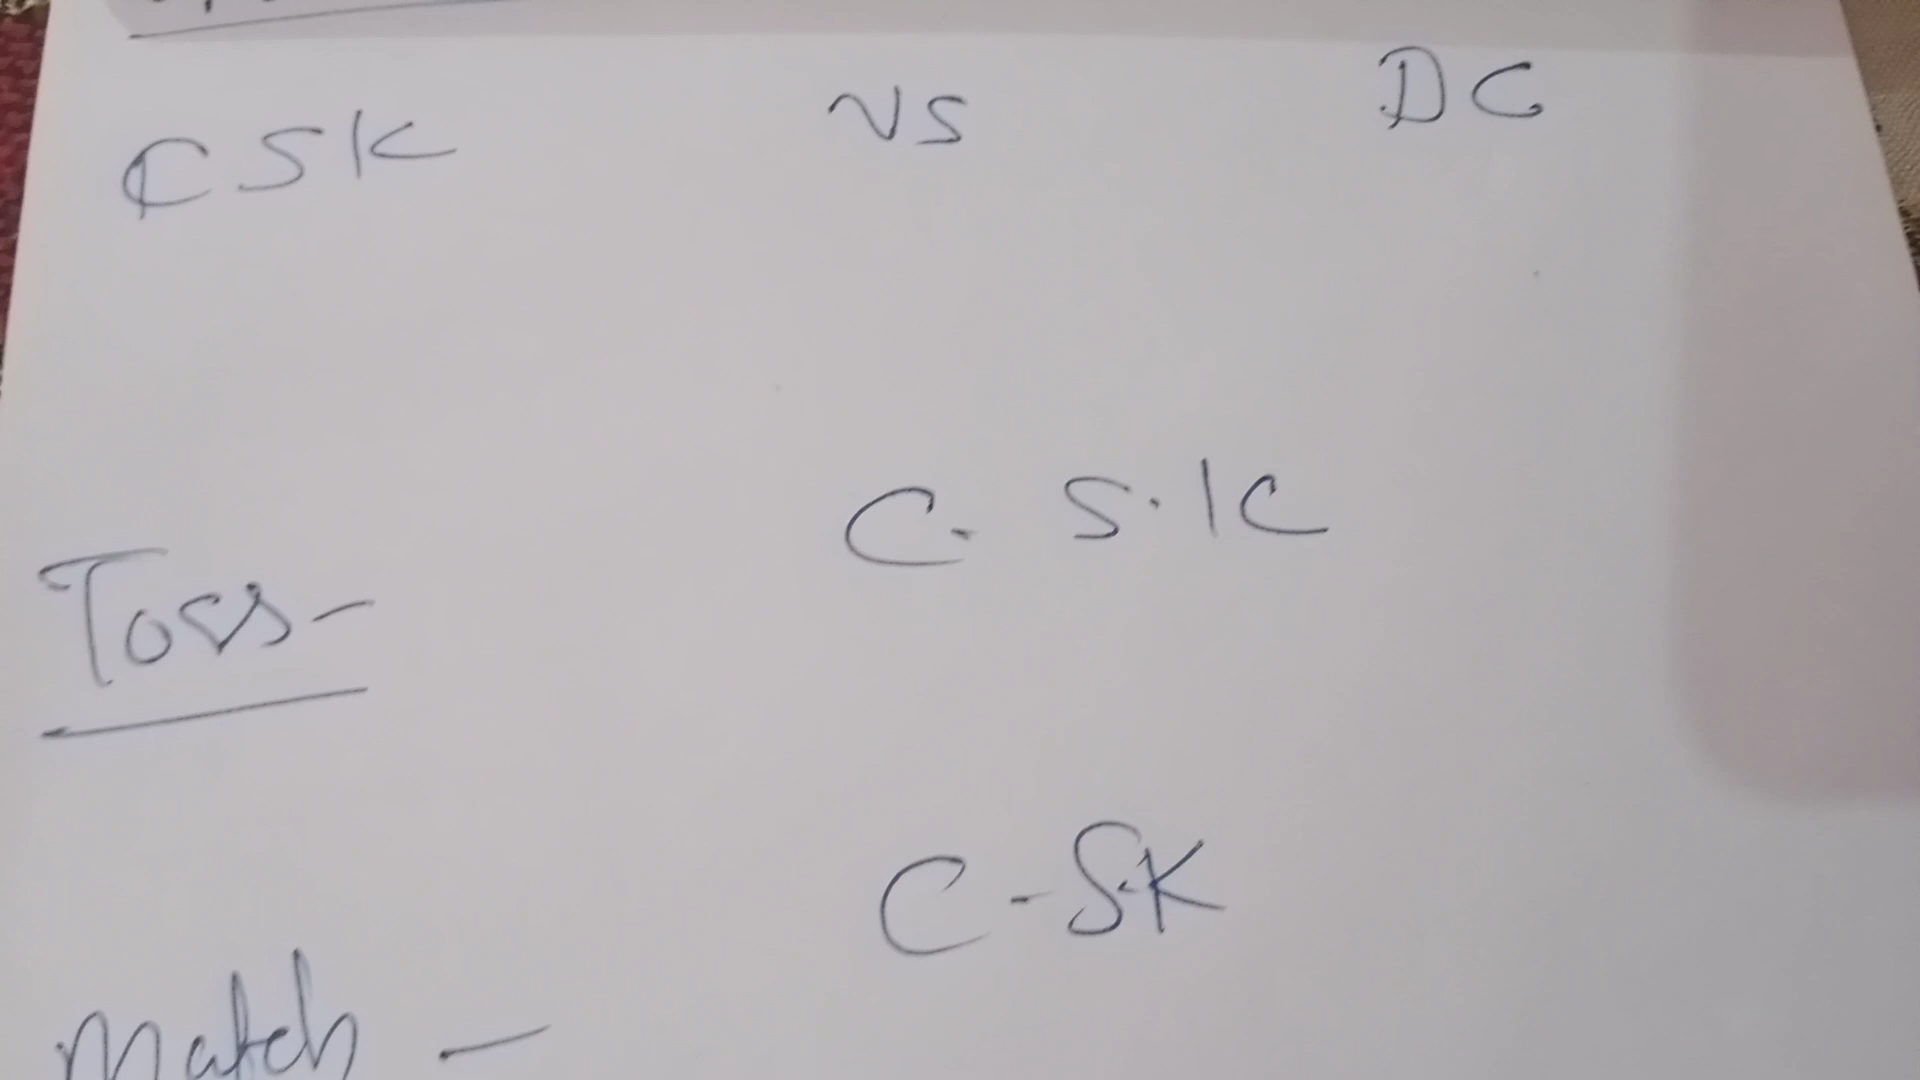 CSK VS DC
C. S.K
Toss-
C-SK
Match -